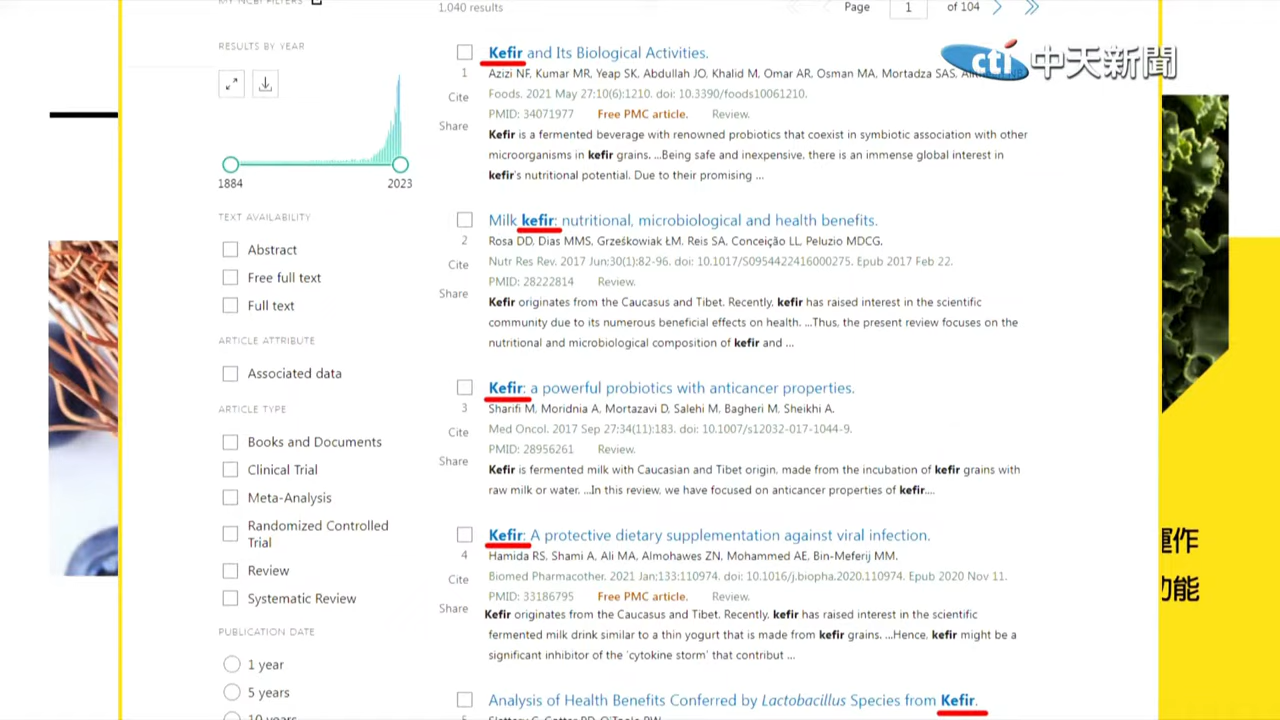 MY NCBI FILTERS
1,040 results
Page
1
of 104
RESULTS BY YEAR
1884
2023
TEXT AVAILABILITY
Abstract
Free full text
Full text
ARTICLE ATTRIBUTE
Associated data
ARTICLE TYPE
Books and Documents
Clinical Trial
Meta-Analysis
Randomized Controlled
Trial
Review
Systematic Review
PUBLICATION DATE
1 year
5 years
10 years
Kefir and Its Biological Activities.
1
Azizi NF, Kumar MR, Yeap SK, Abdullah JO, Khalid M, Omar AR, Osman MA, Mortadza SAS,
Cite
Foods. 2021 May 27;10(6):1210. doi: 10.3390/foods10061210.
PMID: 34071977 Free PMC article. Review.
Share
Kefir is a fermented beverage with renowned probiotics that coexist in symbiotic association with other
microorganisms in kefir grains. ...Being safe and inexpensive, there is an immense global interest in
kefir's nutritional potential. Due to their promising ...
Milk kefir: nutritional, microbiological and health benefits.
2
Rosa DD, Dias MMS, Grześkowiak ŁM, Reis SA, Conceição LL, Peluzio MDCG.
Cite
Nutr Res Rev. 2017 Jun;30(1):82-96. doi: 10.1017/S0954422416000275. Epub 2017 Feb 22.
PMID: 28222814 Review.
Share
Kefir originates from the Caucasus and Tibet. Recently, kefir has raised interest in the scientific
community due to its numerous beneficial effects on health. ...Thus, the present review focuses on the
nutritional and microbiological composition of kefir and ...
Kefir: a powerful probiotics with anticancer properties.
3
Sharifi M, Moridnia A, Mortazavi D, Salehi M, Bagheri M, Sheikhi A.
Cite
Med Oncol. 2017 Sep 27;34(11):183. doi: 10.1007/s12032-017-1044-9.
PMID: 28956261 Review.
Share
Kefir is fermented milk with Caucasian and Tibet origin, made from the incubation of kefir grains with
raw milk or water. ...In this review, we have focused on anticancer properties of kefir....
Kefir: A protective dietary supplementation against viral infection.
4
Hamida RS, Shami A, Ali MA, Almohawes ZN, Mohammed AE, Bin-Meferij MM.
Cite
Biomed Pharmacother. 2021 Jan;133:110974. doi: 10.1016/j.biopha.2020.110974. Epub 2020 Nov 11.
PMID: 33186795 Free PMC article. Review.
Share
Kefir originates from the Caucasus and Tibet. Recently, kefir has raised interest in the scientific
fermented milk drink similar to a thin yogurt that is made from kefir grains. ...Hence, kefir might be a
significant inhibitor of the 'cytokine storm' that contribut ...
Analysis of Health Benefits Conferred by Lactobacillus Species from Kefir.
cti 中天新聞
運作
功能